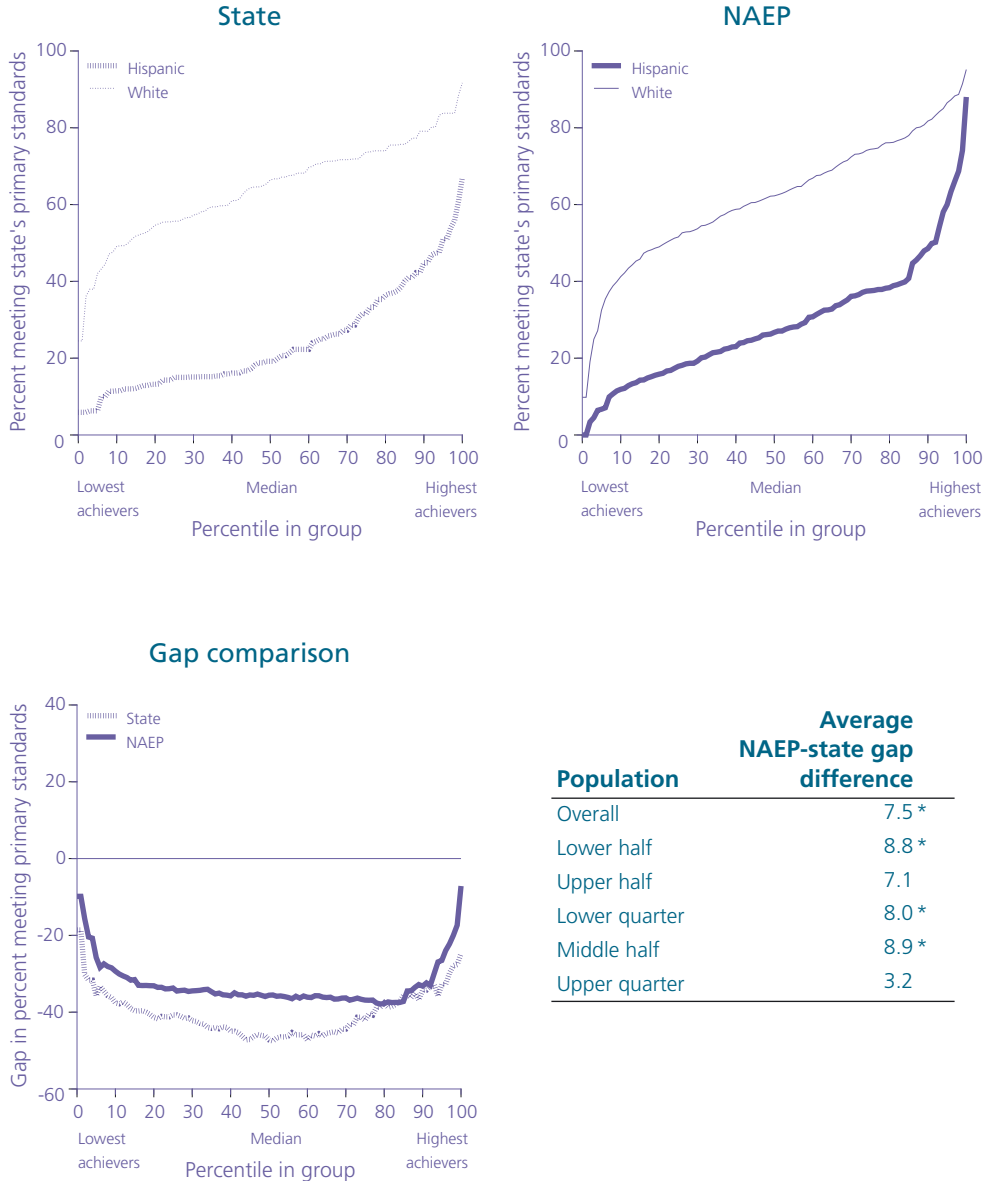 State
Percent meeting state's primary standards
100
80
60
40
20
0
Hispanic
White
0 10 20 30 40 50 60 70 80 90 100
Lowest achievers
Median
Highest achievers
Percentile in group
NAEP
Percent meeting state's primary standards
100
80
60
40
20
0
Hispanic
White
0 10 20 30 40 50 60 70 80 90 100
Lowest achievers
Median
Highest achievers
Percentile in group
Gap comparison
Gap in percent meeting primary standards
40
20
0
-20
-40
-60
State
NAEP
0 10 20 30 40 50 60 70 80 90 100
Lowest achievers
Median
Highest achievers
Percentile in group
Average
NAEP-state gap
Population difference
Overall 7.5 *
Lower half 8.8 *
Upper half 7.1
Lower quarter 8.0 *
Middle half 8.9 *
Upper quarter 3.2